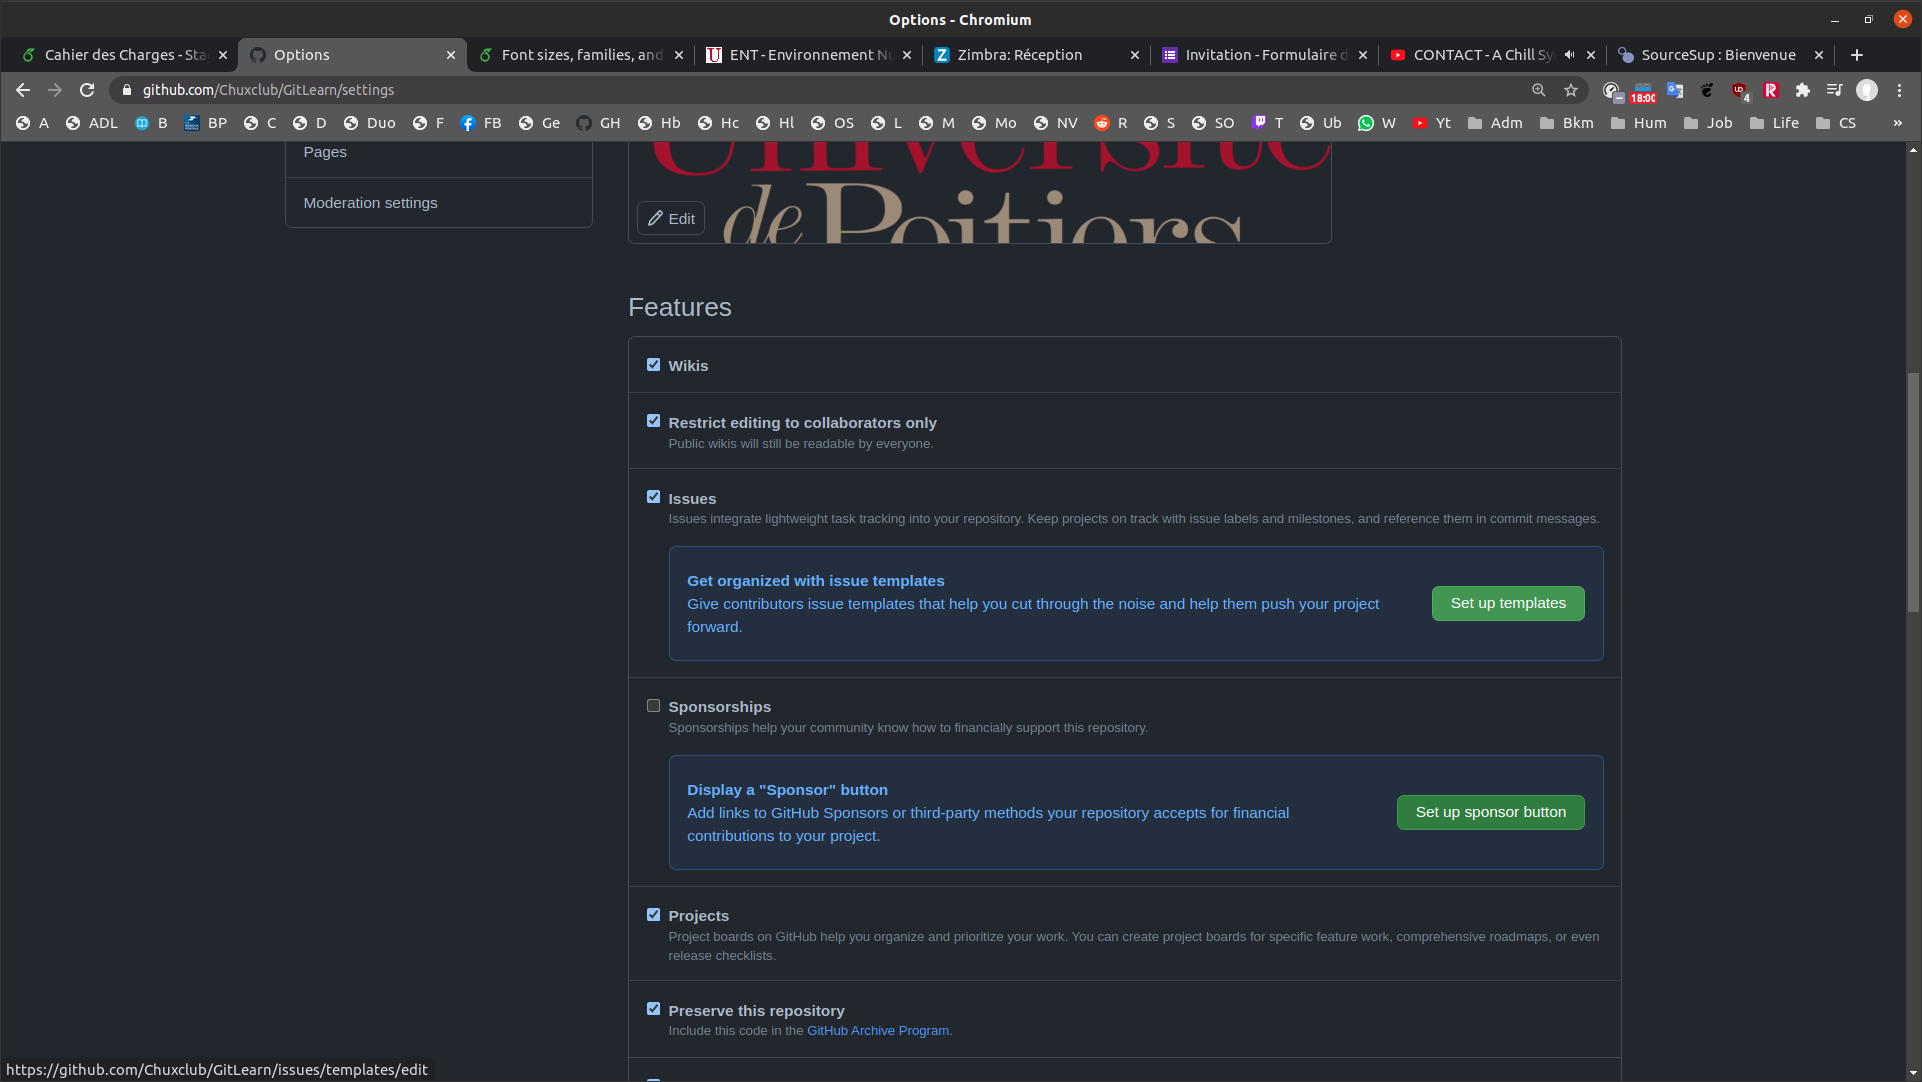 Options - Chromium
Cahier des Charges - Sta
Options
Font sizes, families, and
ENT - Environnement Nu
Zimbra: Réception
Invitation - Formulaire d
CONTACT - A Chill Sy
SourceSup : Bienvenue
github.com/Chuxclub/GitLearn/settings
18:00
4
A ADL B BP C D Duo F FB Ge GH Hb Hc Hl OS L M Mo NV R S SO T Ub W Yt Adm Bkm Hum Job Life CS »
Pages
Moderation settings
Université
de Poitiers
Edit
Features
Wikis
Restrict editing to collaborators only
Public wikis will still be readable by everyone.
Issues
Issues integrate lightweight task tracking into your repository. Keep projects on track with issue labels and milestones, and reference them in commit messages.
Get organized with issue templates
Give contributors issue templates that help you cut through the noise and help them push your project
forward.
Set up templates
Sponsorships
Sponsorships help your community know how to financially support this repository.
Display a "Sponsor" button
Add links to GitHub Sponsors or third-party methods your repository accepts for financial
contributions to your project.
Set up sponsor button
Projects
Project boards on GitHub help you organize and prioritize your work. You can create project boards for specific feature work, comprehensive roadmaps, or even
release checklists.
Preserve this repository
Include this code in the GitHub Archive Program.
https://github.com/Chuxclub/GitLearn/issues/templates/edit